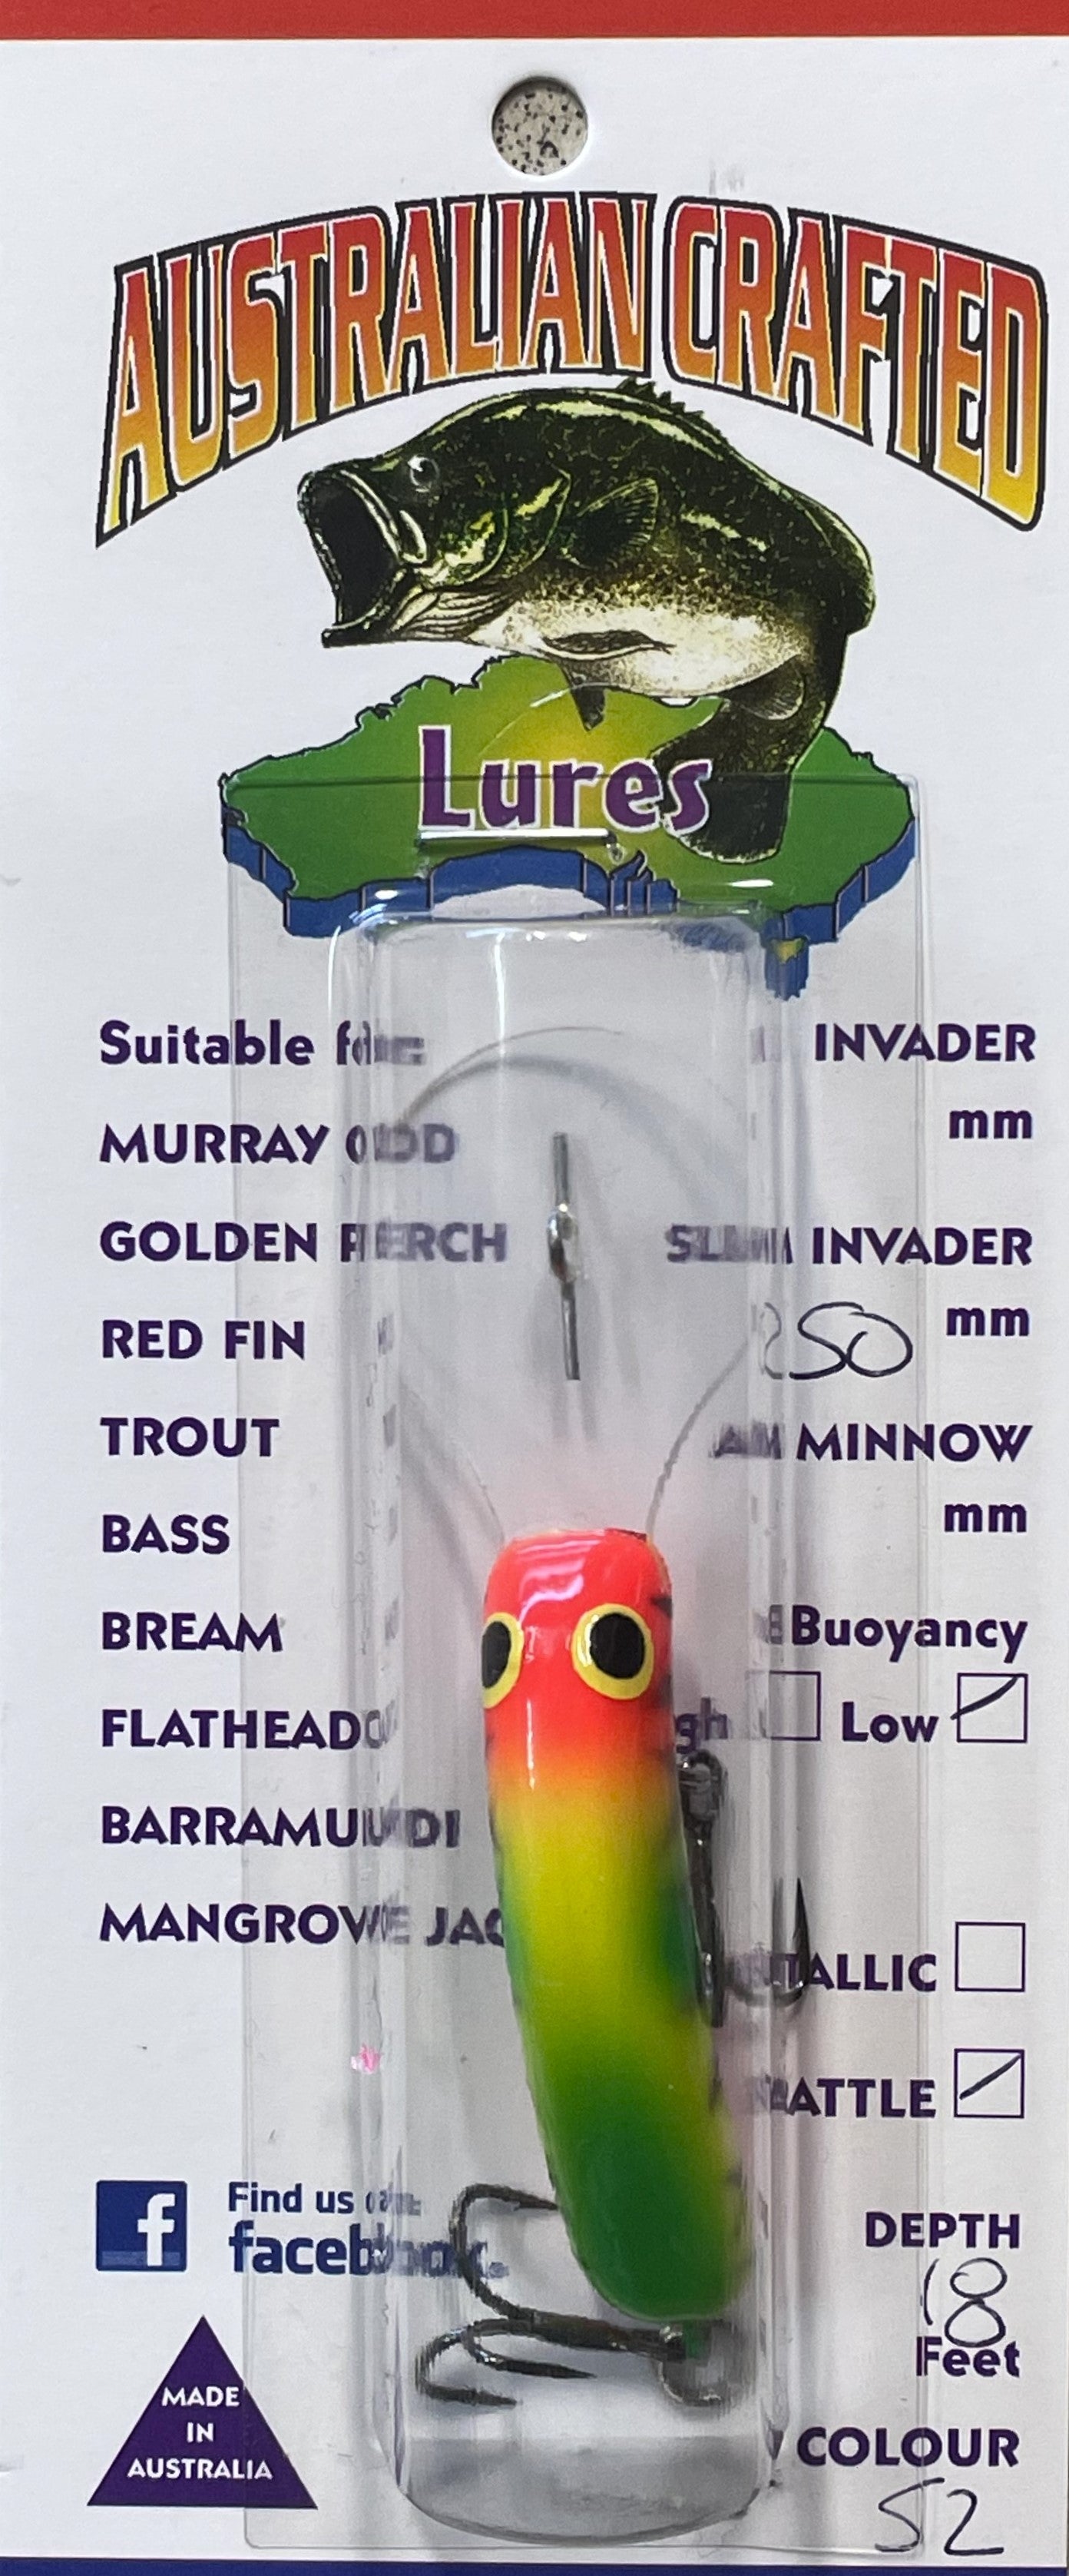 AUSTRALIAN CRAFTED
Lures
Suitable for:
MURRAY COD
GOLDEN PERCH
RED FIN
TROUT
BASS
BREAM
FLATHEAD
BARRAMUNDI
MANGROVE JAC
Find us on:
facebook.
MADE
IN
AUSTRALIA
INVADER
mm
SLIM INVADER
50 mm
MINNOW
mm
Buoyancy
Low
METALLIC
RATTLE
DEPTH
18
Feet
COLOUR
52